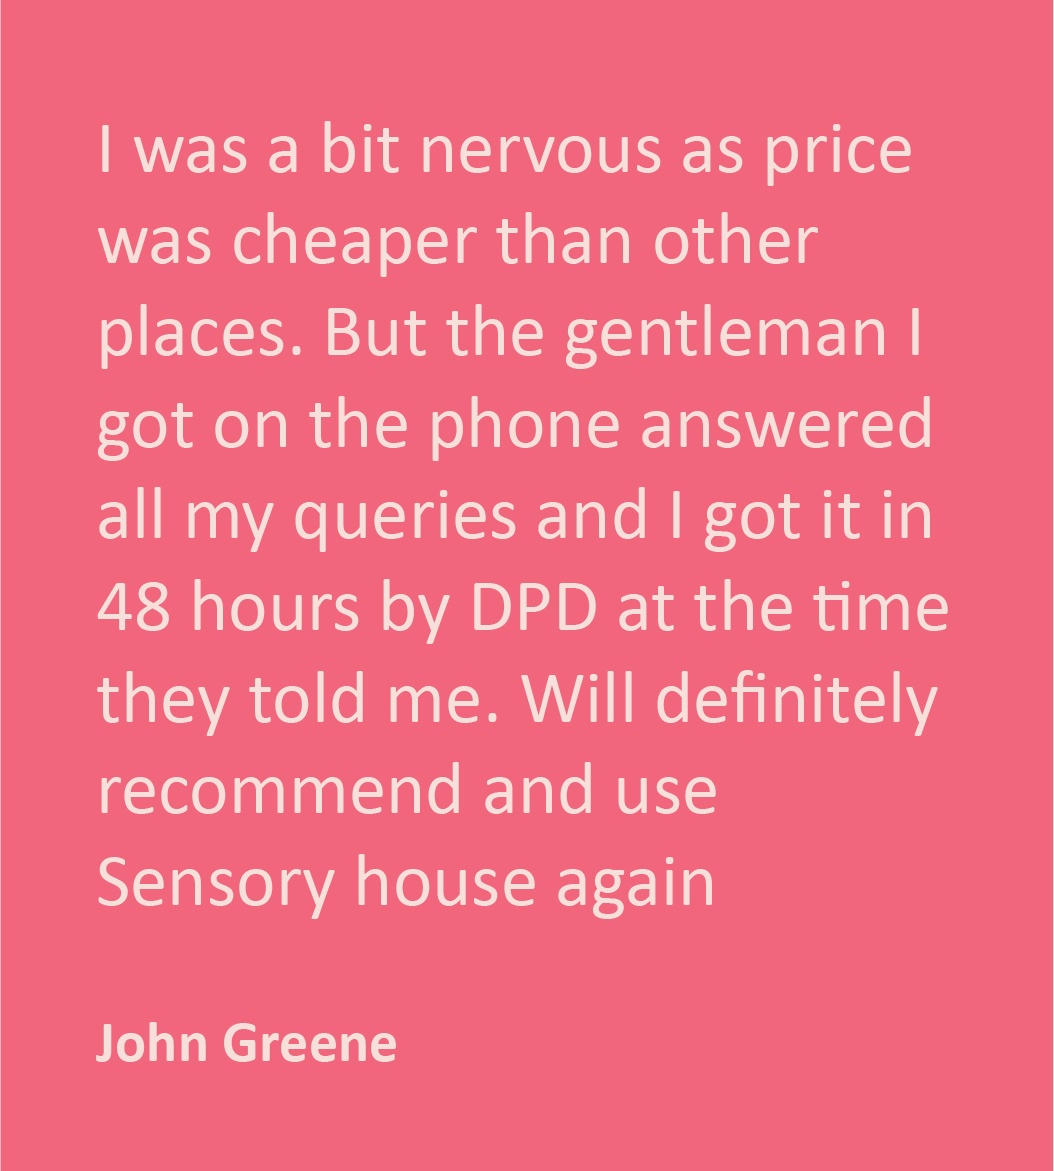 I was a bit nervous as price
was cheaper than other
places. But the gentleman I
got on the phone answered
all my queries and I got it in
48 hours by DPD at the time
they told me. Will definitely
recommend and use
Sensory house again
John Greene